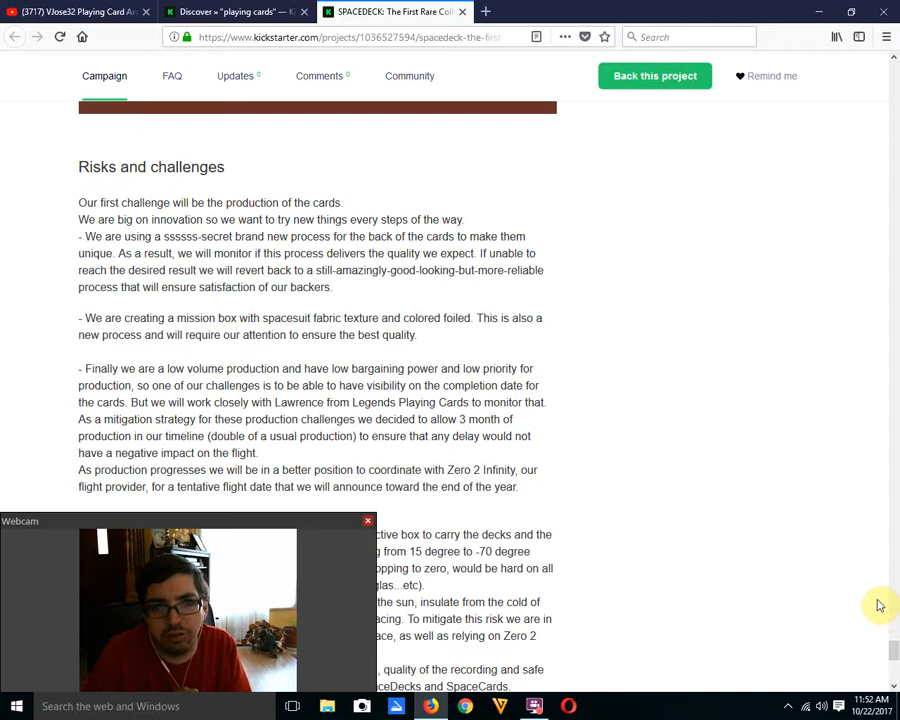 (3717) VJose32 Playing Card Ar
Discover » "playing cards" — Ki
SPACEDECK: The First Rare Coll
https://www.kickstarter.com/projects/1036527594/spacedeck-the-first
Search
Campaign
FAQ
Updates 0
Comments 0
Community
Back this project
Remind me
Risks and challenges
Our first challenge will be the production of the cards.
We are big on innovation so we want to try new things every steps of the way.
- We are using a ssssss-secret brand new process for the back of the cards to make them
unique. As a result, we will monitor if this process delivers the quality we expect. If unable to
reach the desired result we will revert back to a still-amazingly-good-looking-but-more-reliable
process that will ensure satisfaction of our backers.
- We are creating a mission box with spacesuit fabric texture and colored foiled. This is also a
new process and will require our attention to ensure the best quality.
- Finally we are a low volume production and have low bargaining power and low priority for
production, so one of our challenges is to be able to have visibility on the completion date for
the cards. But we will work closely with Lawrence from Legends Playing Cards to monitor that.
As a mitigation strategy for these production challenges we decided to allow 3 month of
production in our timeline (double of a usual production) to ensure that any delay would not
have a negative impact on the flight.
As production progresses we will be in a better position to coordinate with Zero 2 Infinity, our
flight provider, for a tentative flight date that we will announce toward the end of the year.
Webcam
ctive box to carry the decks and the
g from 15 degree to -70 degree
opping to zero, would be hard on all
glas...etc).
the sun, insulate from the cold of
acing. To mitigate this risk we are in
ace, as well as relying on Zero 2
, quality of the recording and safe
aceDecks and SpaceCards.
Search the web and Windows
11:52 AM
10/22/2017